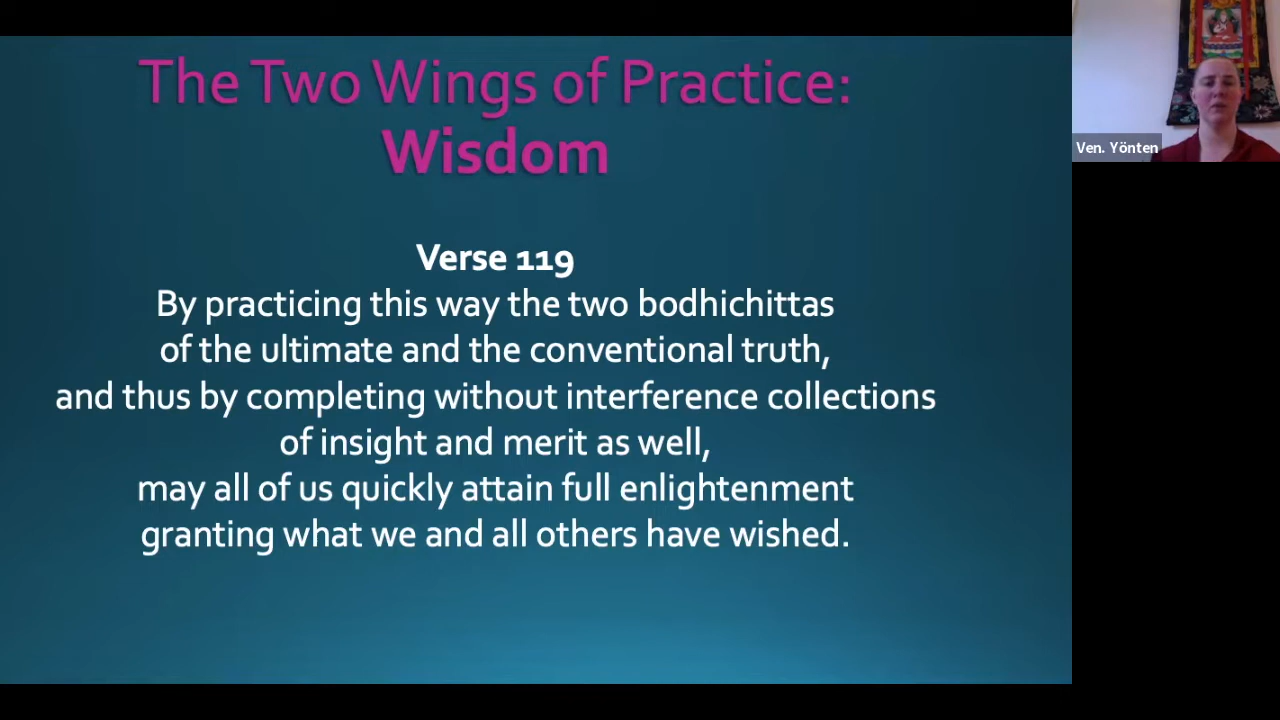 The Two Wings of Practice:
Wisdom
Verse 119
By practicing this way the two bodhichittas
of the ultimate and the conventional truth,
and thus by completing without interference collections
of insight and merit as well,
may all of us quickly attain full enlightenment
granting what we and all others have wished.
Ven. Yönten